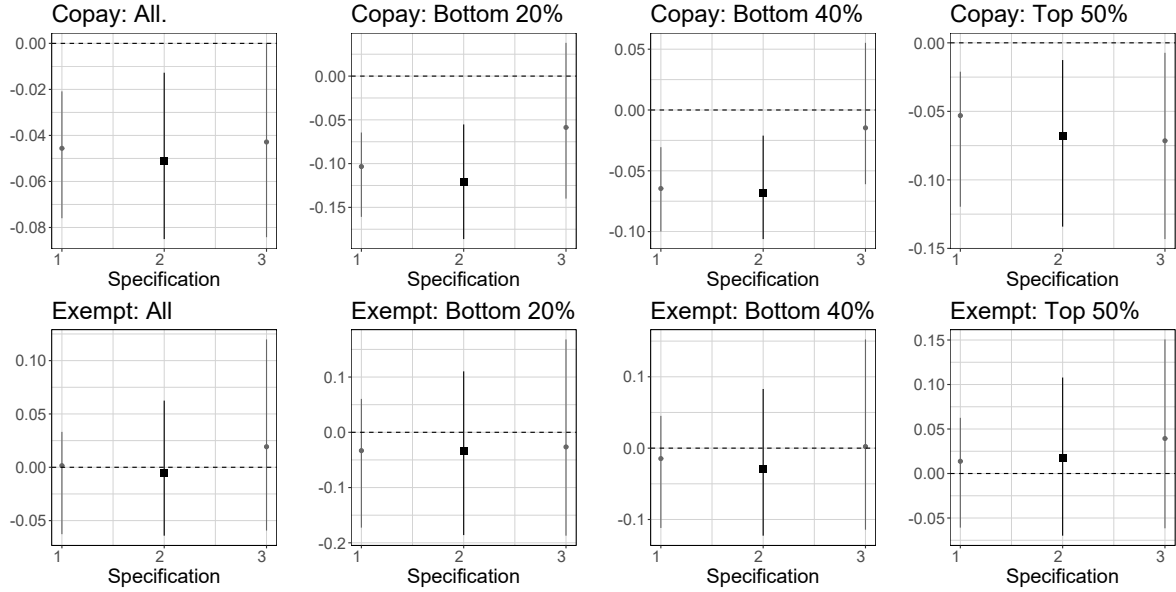 Copay: All.
0.00
-0.02
-0.04
-0.06
-0.08
1 2 3
Specification
Copay: Bottom 20%
0.00
-0.05
-0.10
-0.15
1 2 3
Specification
Copay: Bottom 40%
0.05
0.00
-0.05
-0.10
1 2 3
Specification
Copay: Top 50%
0.00
-0.05
-0.10
-0.15
1 2 3
Specification
Exempt: All
0.10
0.05
0.00
-0.05
1 2 3
Specification
Exempt: Bottom 20%
0.1
0.0
-0.1
-0.2
1 2 3
Specification
Exempt: Bottom 40%
0.1
0.0
-0.1
1 2 3
Specification
Exempt: Top 50%
0.15
0.10
0.05
0.00
-0.05
1 2 3
Specification